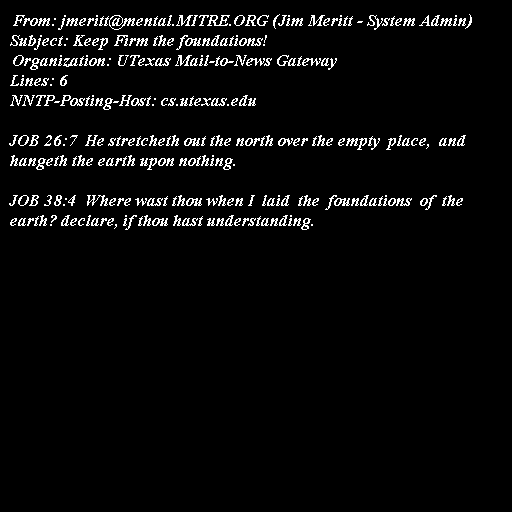 From: jmeritt@mental.MITRE.ORG (Jim Meritt - System Admin)
Subject: Keep Firm the foundations!
Organization: UTexas Mail-to-News Gateway
Lines: 6
NNTP-Posting-Host: cs.utexas.edu

JOB 26:7  He stretcheth out the north over the empty  place,  and
hangeth the earth upon nothing.

JOB 38:4  Where wast thou when I  laid  the  foundations  of  the
earth? declare, if thou hast understanding.